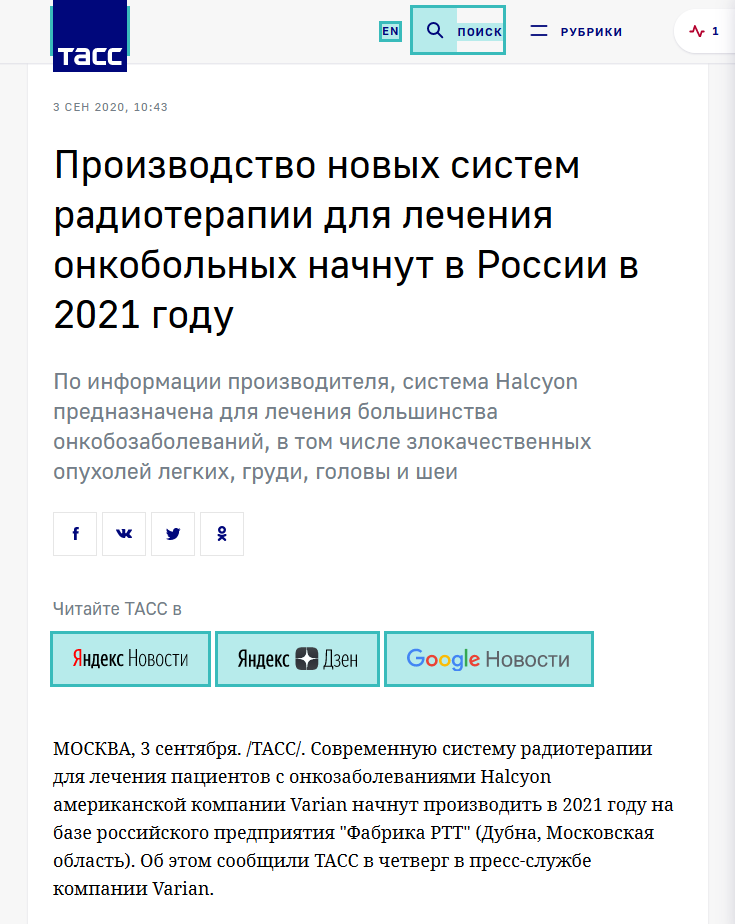 тасс
EN
ПОИСК
РУБРИКИ
1
3 СЕН 2020, 10:43
Производство новых систем
радиотерапии для лечения
онкобольных начнут в России в
2021 году
По информации производителя, система Halcyon
предназначена для лечения большинства
онкобозаболеваний, в том числе злокачественных
опухолей легких, груди, головы и шеи
Читайте ТАСС в
Яндекс Новости
Яндекс Дзен
Google Новости
МОСКВА, 3 сентября. /ТАСС/. Современную систему радиотерапии
для лечения пациентов с онкозаболеваниями Halcyon
американской компании Varian начнут производить в 2021 году на
базе российского предприятия "Фабрика РТТ" (Дубна, Московская
область). Об этом сообщили ТАСС в четверг в пресс-службе
компании Varian.